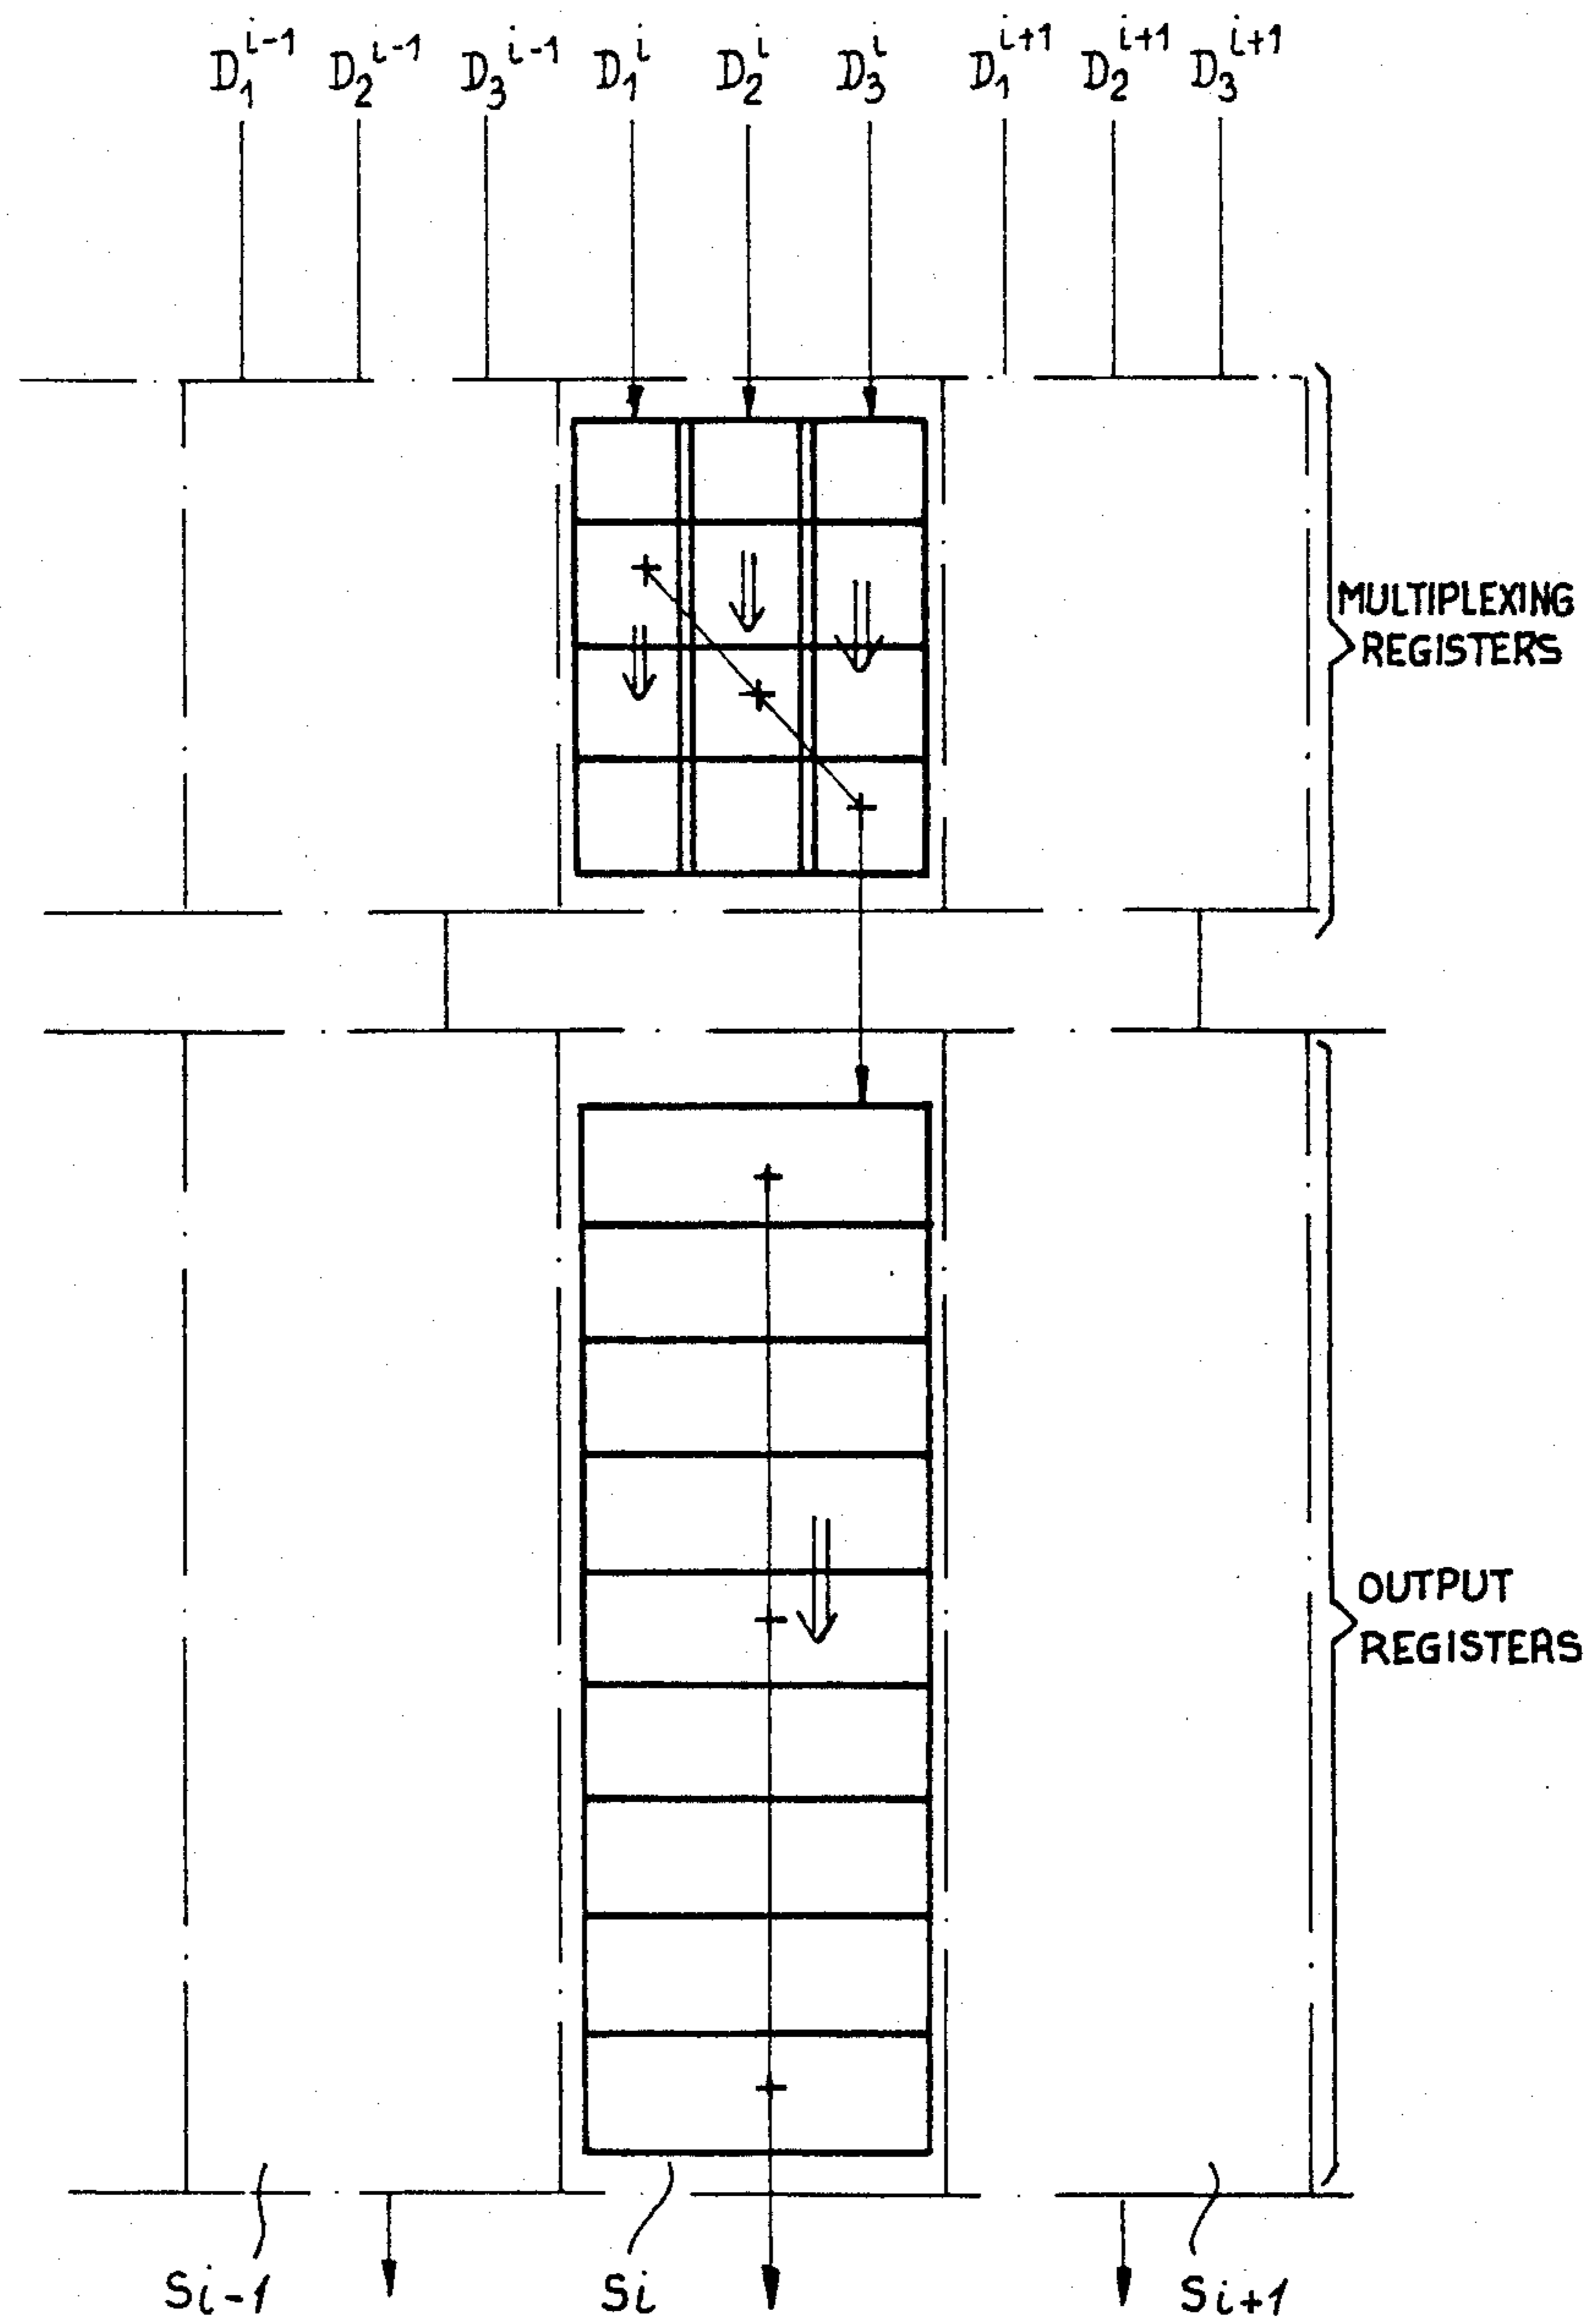 D₁ⁱ⁻¹ D₂ⁱ⁻¹ D₃ⁱ⁻¹ D₁ⁱ D₂ⁱ D₃ⁱ D₁ⁱ⁺¹ D₂ⁱ⁺¹ D₃ⁱ⁺¹
MULTIPLEXING
REGISTERS
OUTPUT
REGISTERS
Si-1 Si Si+1